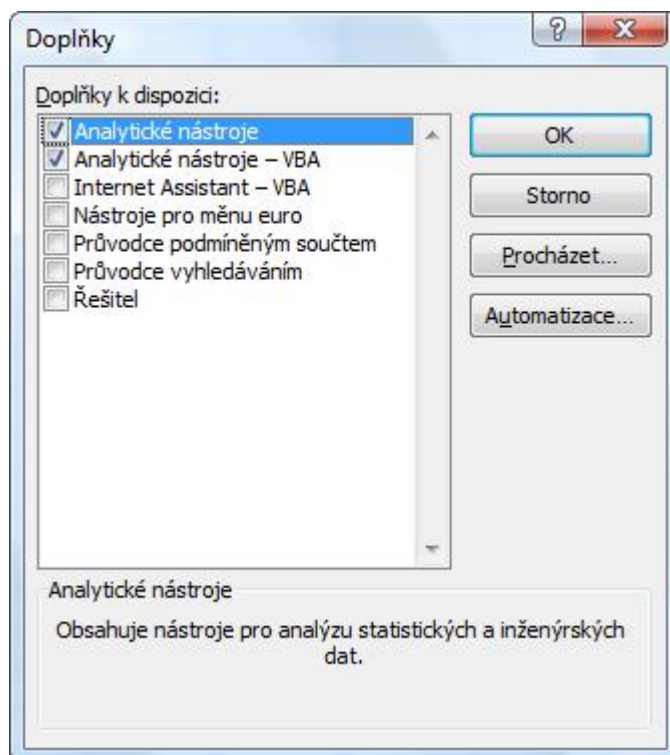 Doplňky
Doplňky k dispozici:
Analytické nástroje
Analytické nástroje – VBA
Internet Assistant – VBA
Nástroje pro měnu euro
Průvodce podmíněným součtem
Průvodce vyhledáváním
Řešitel
OK
Storno
Procházet...
Automatizace...
Analytické nástroje
Obsahuje nástroje pro analýzu statistických a inženýrských
dat.